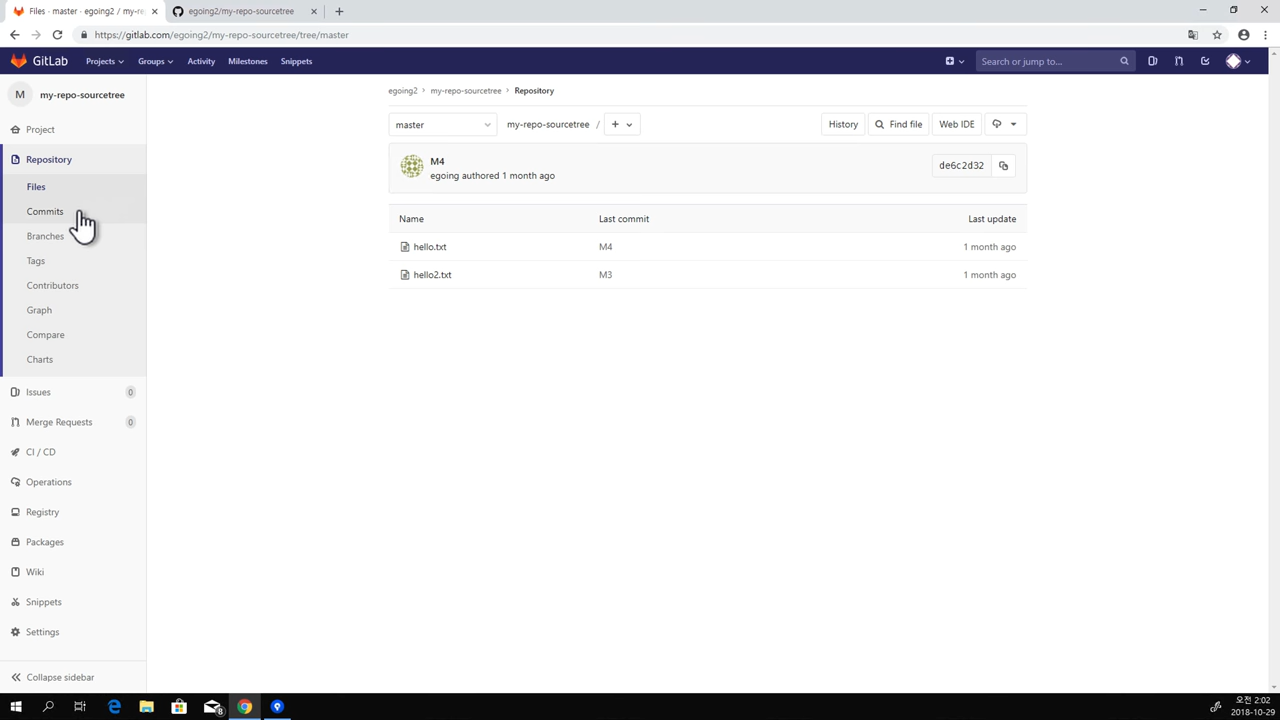 Files · master · egoing2 / my-re
egoing2/my-repo-sourcetree
https://gitlab.com/egoing2/my-repo-sourcetree/tree/master
GitLab
Projects
Groups
Activity
Milestones
Snippets
Search or jump to...
M
my-repo-sourcetree
Project
Repository
Files
Commits
Branches
Tags
Contributors
Graph
Compare
Charts
Issues 0
Merge Requests 0
CI / CD
Operations
Registry
Packages
Wiki
Snippets
Settings
Collapse sidebar
egoing2 > my-repo-sourcetree > Repository
master
my-repo-sourcetree /
+
History
Find file
Web IDE
M4
egoing authored 1 month ago
de6c2d32
Name Last commit Last update
hello.txt M4 1 month ago
hello2.txt M3 1 month ago
8
오전 2:02
2018-10-29